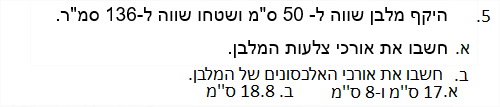 5. היקף מלבן שווה ל- 50 ס"מ ושטחו שווה ל-136 סמ"ר.
א. חשבו את אורכי צלעות המלבן.
ב. חשבו את אורכי האלכסונים של המלבן.
א.17 ס"מ ו-8 ס"מ ב. 18.8 ס"מ